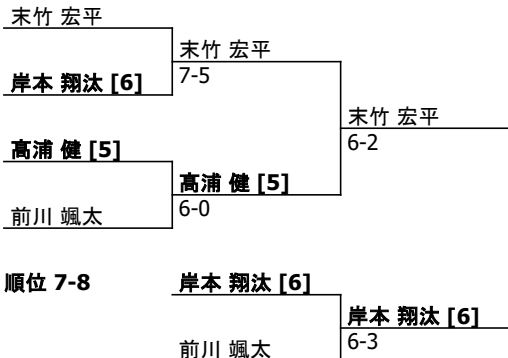 末竹 宏平
末竹 宏平
岸本 翔汰 [6]
7-5
末竹 宏平
髙浦 健 [5]
6-2
髙浦 健 [5]
前川 颯太
6-0
順位 7-8
岸本 翔汰 [6]
岸本 翔汰 [6]
前川 颯太
6-3